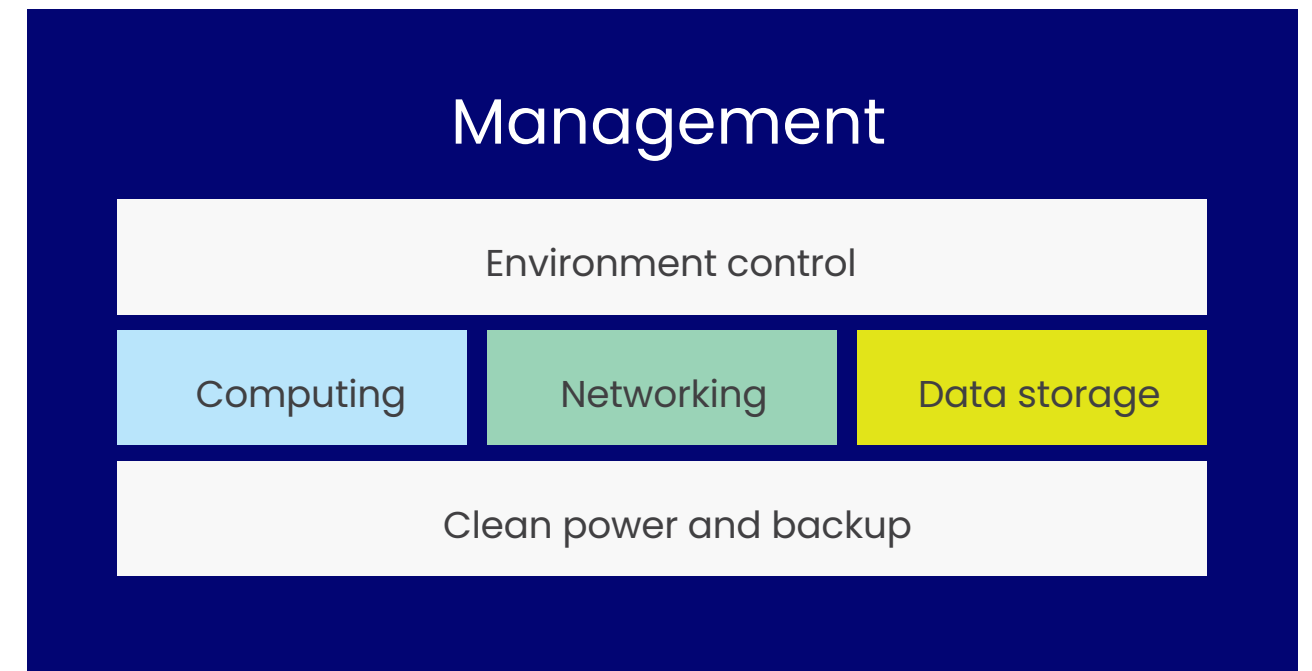 Management
Environment control
Computing
Networking
Data storage
Clean power and backup